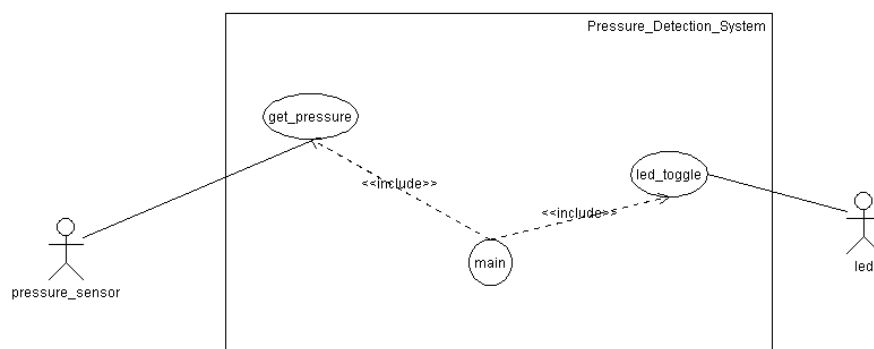 Pressure_Detection_System
get_pressure
led_toggle
<<include>>
<<include>>
main
pressure_sensor
led